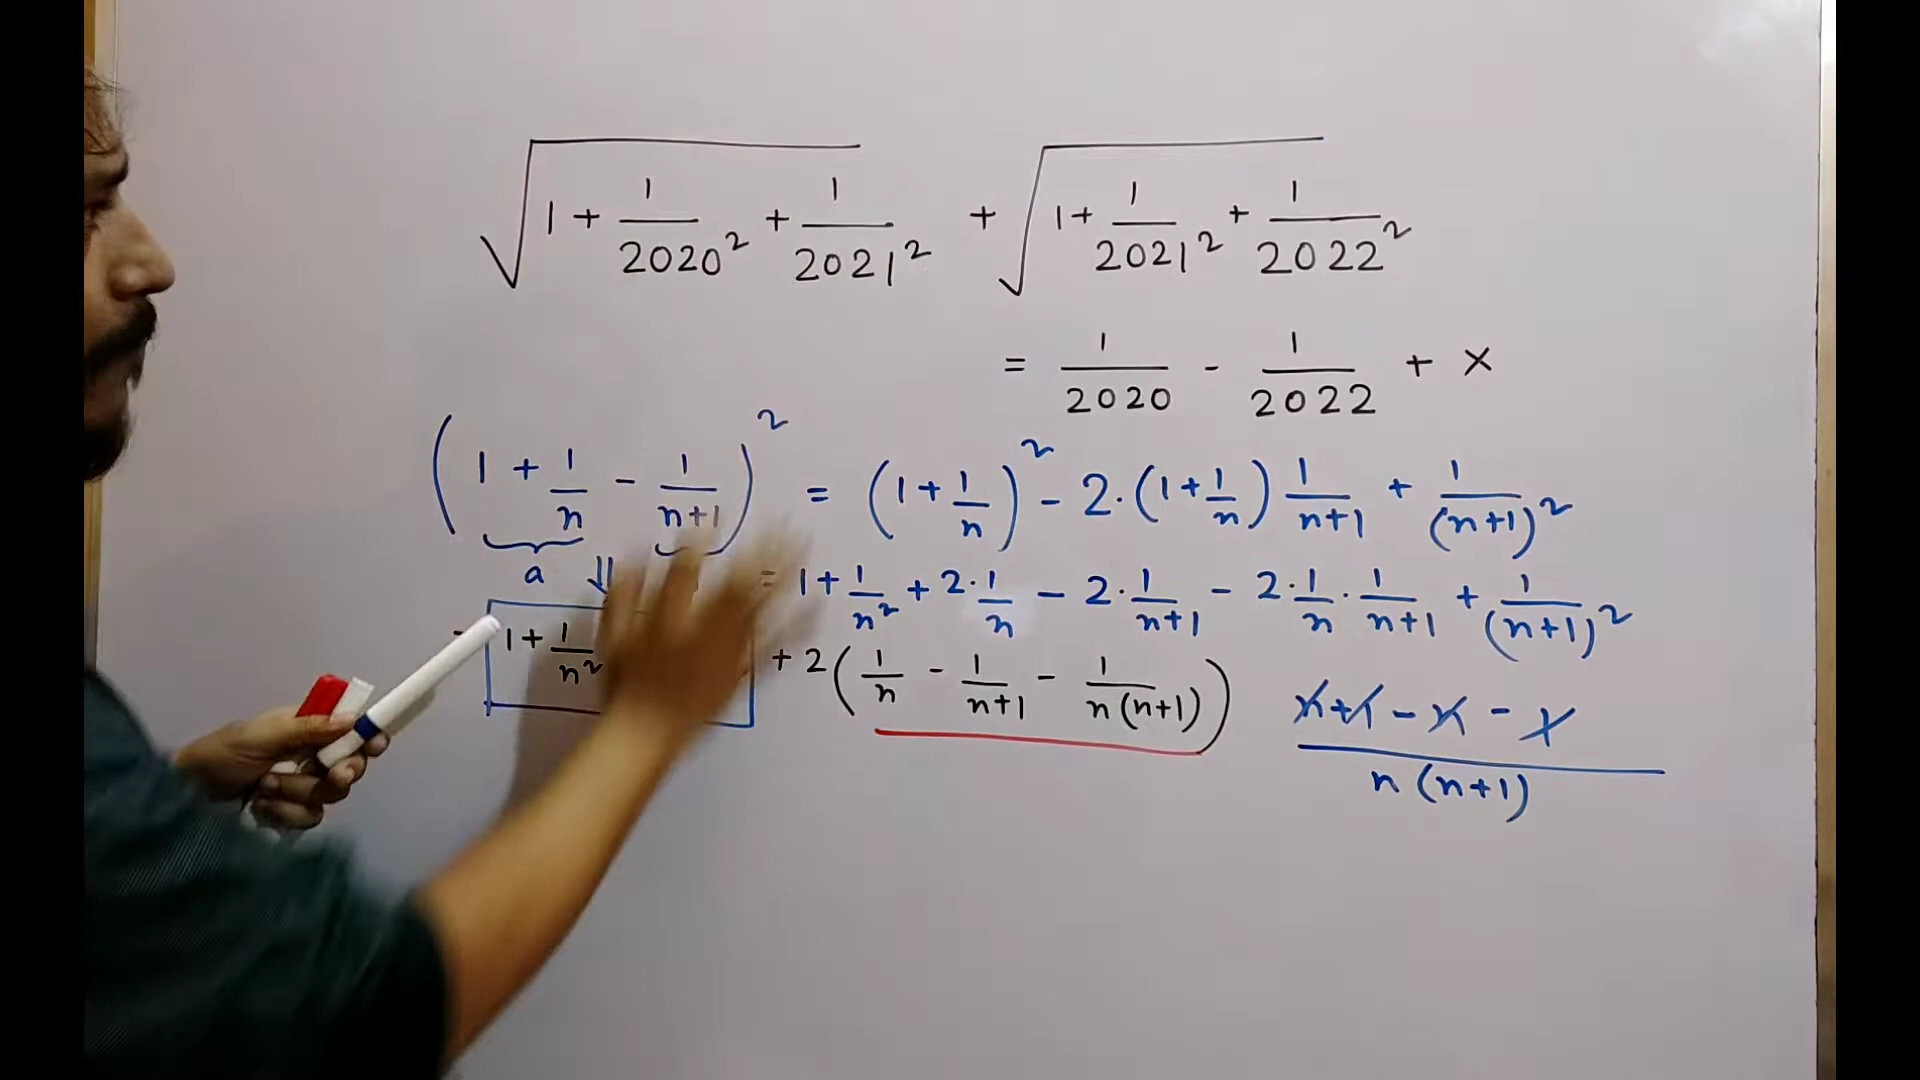 √(1 + 1/2020² + 1/2021²) + √(1 + 1/2021² + 1/2022²)
= 1/2020 - 1/2022 + x
(1 + 1/n - 1/(n+1))² = (1 + 1/n)² - 2·(1 + 1/n) 1/(n+1) + 1/(n+1)²
a ⇓ = 1 + 1/n² + 2·1/n - 2·1/(n+1) - 2·1/n·1/(n+1) + 1/(n+1)²
1 + 1/n² + 2(1/n - 1/(n+1) - 1/(n(n+1)))
(n+1-n-1)/(n(n+1))